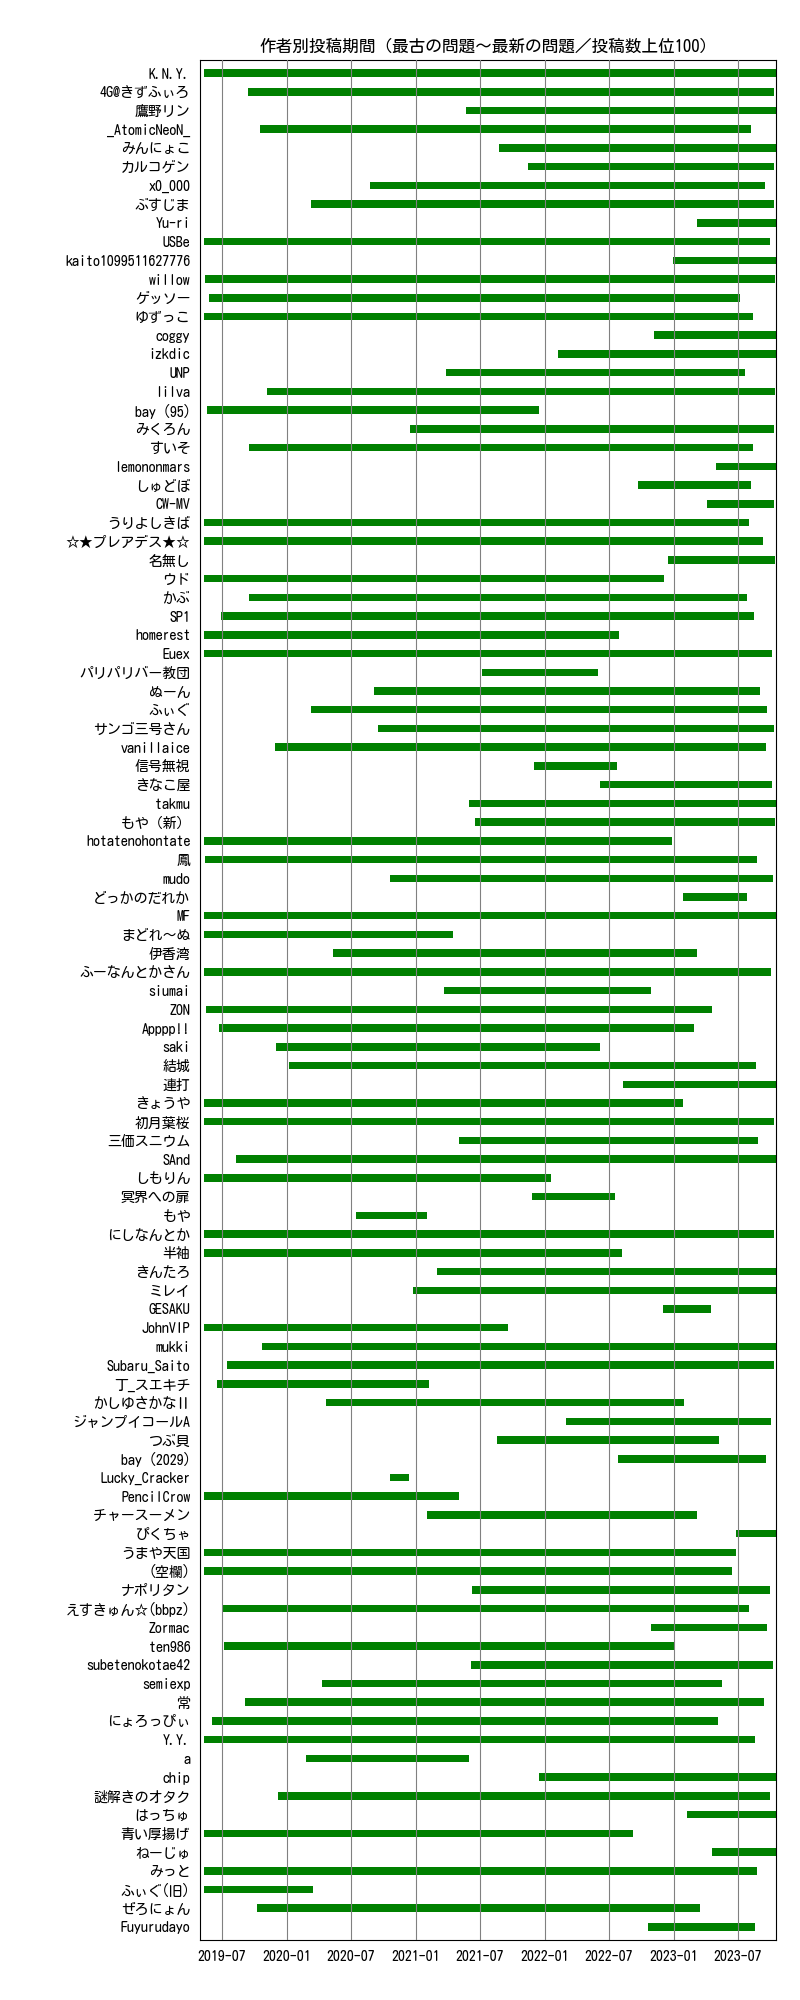 作者別投稿期間（最古の問題～最新の問題／投稿数上位100）
K.N.Y.
4G@きずふぃろ
鷹野リン
_AtomicNeoN_
みんにょこ
カルコゲン
x0_000
ぶすじま
Yu-ri
USBe
kaito1099511627776
willow
ゲッソー
ゆずっこ
coggy
izkdic
UNP
lilva
bay (95)
みくろん
すいそ
lemononmars
しゅどぼ
CW-MV
うりよしきば
☆★プレアデス★☆
名無し
ウド
かぶ
SP1
homerest
Euex
パリパリバー教団
ぬーん
ふぃぐ
サンゴ三号さん
vanillaice
信号無視
きなこ屋
takmu
もや（新）
hotatenohontate
鳳
mudo
どっかのだれか
MF
まどれ～ぬ
伊香湾
ふーなんとかさん
siumai
ZON
Appppll
saki
結城
連打
きょうや
初月葉桜
三価スニウム
SAnd
しもりん
冥界への扉
もや
にしなんとか
半袖
きんたろ
ミレイ
GESAKU
JohnVIP
mukki
Subaru_Saito
丁_スエキチ
かしゆさかなII
ジャンプイコールA
つぶ貝
bay (2029)
Lucky_Cracker
PencilCrow
チャースーメン
ぴくちゃ
うまや天国
(空欄)
ナポリタン
えすきゅん☆(bbpz)
Zormac
ten986
subetenokotae42
semiexp
常
にょろっぴぃ
Y.Y.
a
chip
謎解きのオタク
はっちゅ
青い厚揚げ
ねーじゅ
みっと
ふぃぐ(旧)
ぜろにょん
Fuyurudayo
2019-07 2020-01 2020-07 2021-01 2021-07 2022-01 2022-07 2023-01 2023-07